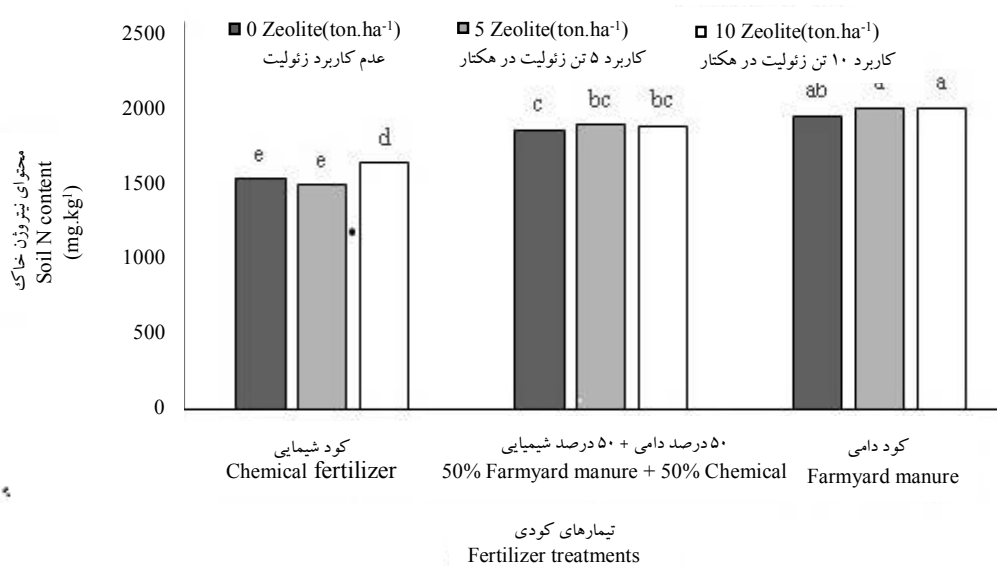 2500
0 Zeolite(ton.ha⁻¹)
5 Zeolite(ton.ha⁻¹)
10 Zeolite(ton.ha⁻¹)
عدم کاربرد زئولیت
کاربرد ۵ تن زئولیت در هکتار
کاربرد ۱۰ تن زئولیت در هکتار
2000
1500
1000
500
0
e
e
d
c
bc
bc
ab
a
محتوای نیتروژن خاک
Soil N content
(mg.kg¹)
کود شیمایی
Chemical fertilizer
۵۰ درصد دامی + ۵۰ درصد شیمیایی
50% Farmyard manure + 50% Chemical
کود دامی
Farmyard manure
تیمارهای کودی
Fertilizer treatments